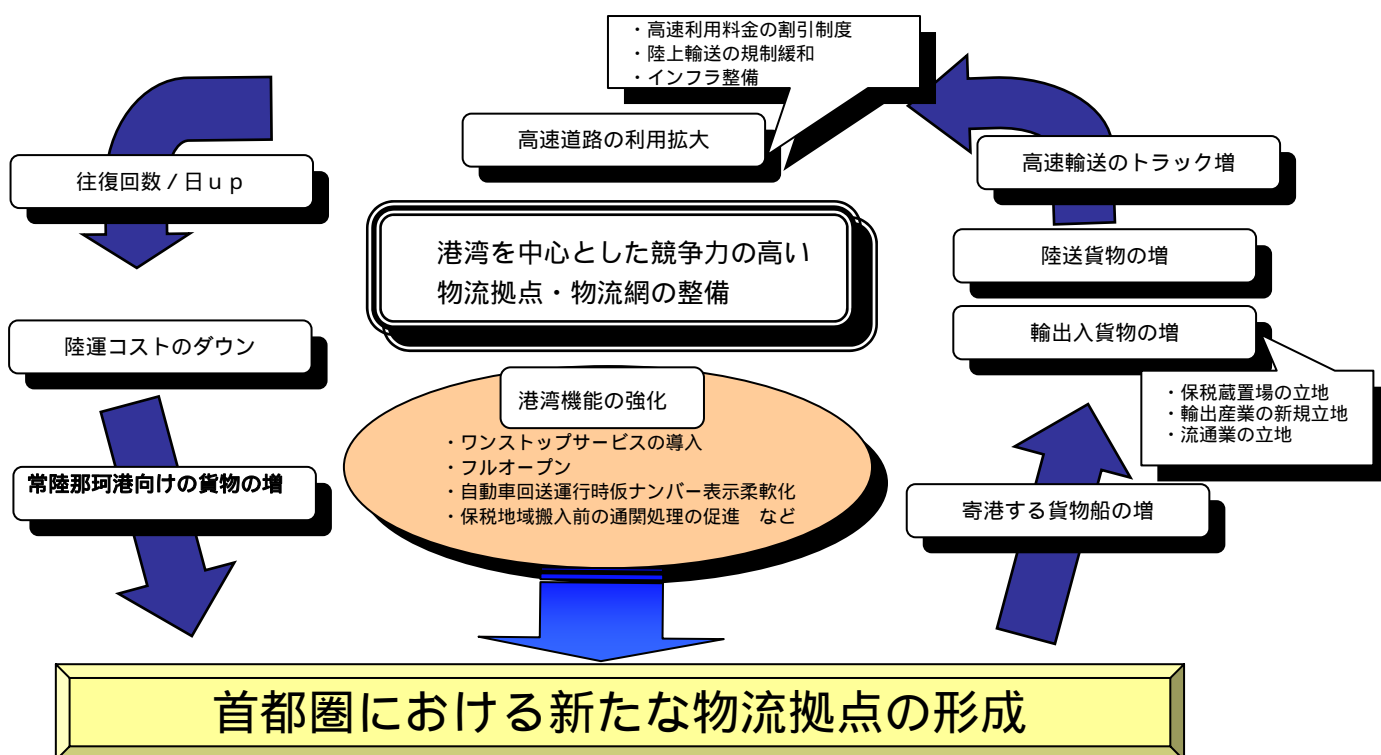 ・高速利用料金の割引制度
・陸上輸送の規制緩和
・インフラ整備
高速道路の利用拡大
往復回数/日up
高速輸送のトラック増
港湾を中心とした競争力の高い
物流拠点・物流網の整備
陸送貨物の増
陸運コストのダウン
輸出入貨物の増
・保税蔵置場の立地
・輸出産業の新規立地
・流通業の立地
港湾機能の強化
・ワンストップサービスの導入
・フルオープン
・自動車回送運行時仮ナンバー表示柔軟化
・保税地域搬入前の通関処理の促進 など
常陸那珂港向けの貨物の増
寄港する貨物船の増
首都圏における新たな物流拠点の形成